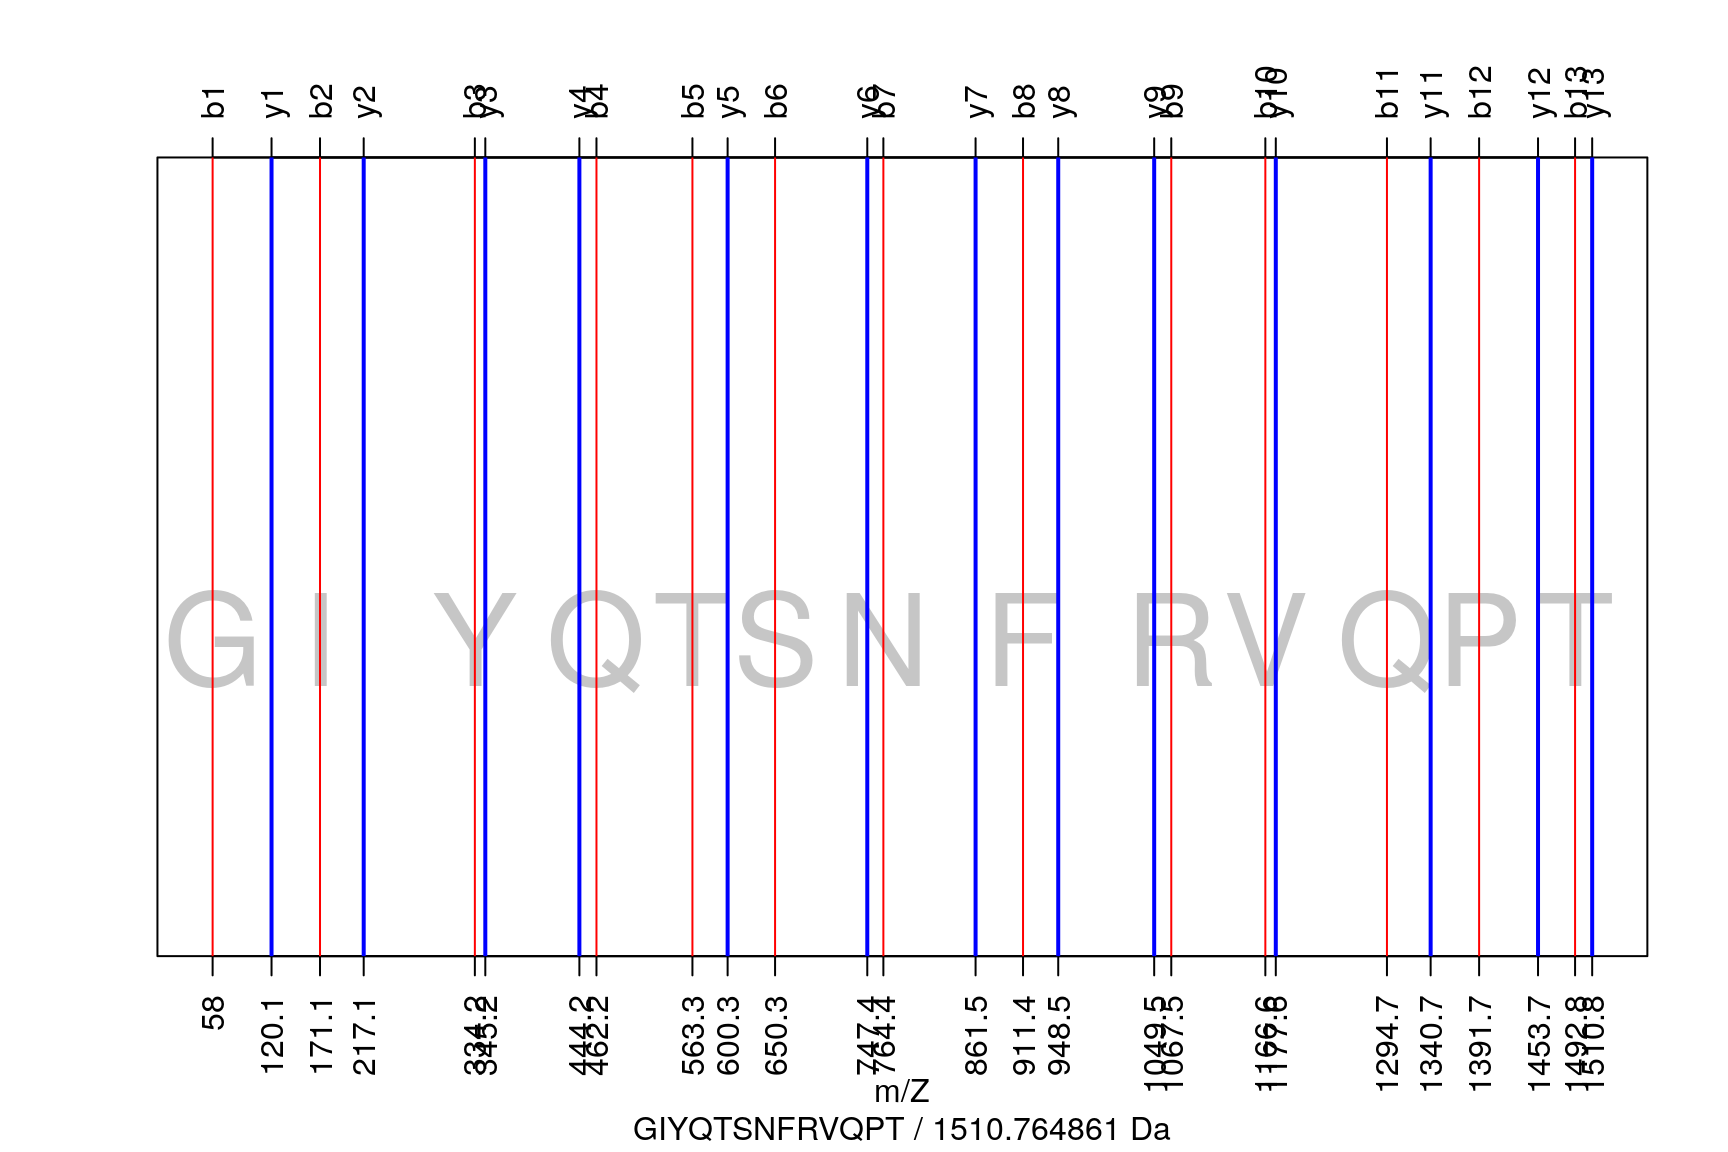 b1 y1 b2 y2 b3 y3 y4 b4 b5 y5 b6 y6 b7 y7 b8 y8 y9 b9 b10 y10 b11 y11 b12 y12 b13 y13
G I Y Q T S N F R V Q P T
58 120.1 171.1 217.1 334.2 345.2 444.2 462.2 563.3 600.3 650.3 747.4 764.4 861.5 911.4 948.5 1049.5 1067.5 1166.6 1177.6 1294.7 1340.7 1391.7 1453.7 1492.8 1510.8
m/Z
GIYQTSNFRVQPT / 1510.764861 Da